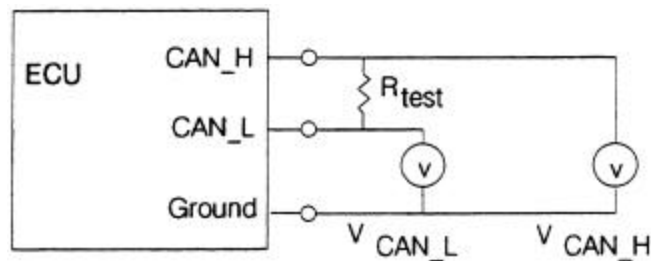 CAN_H
ECU
R test
CAN_L
V
V
Ground
V CAN_L
V CAN_H